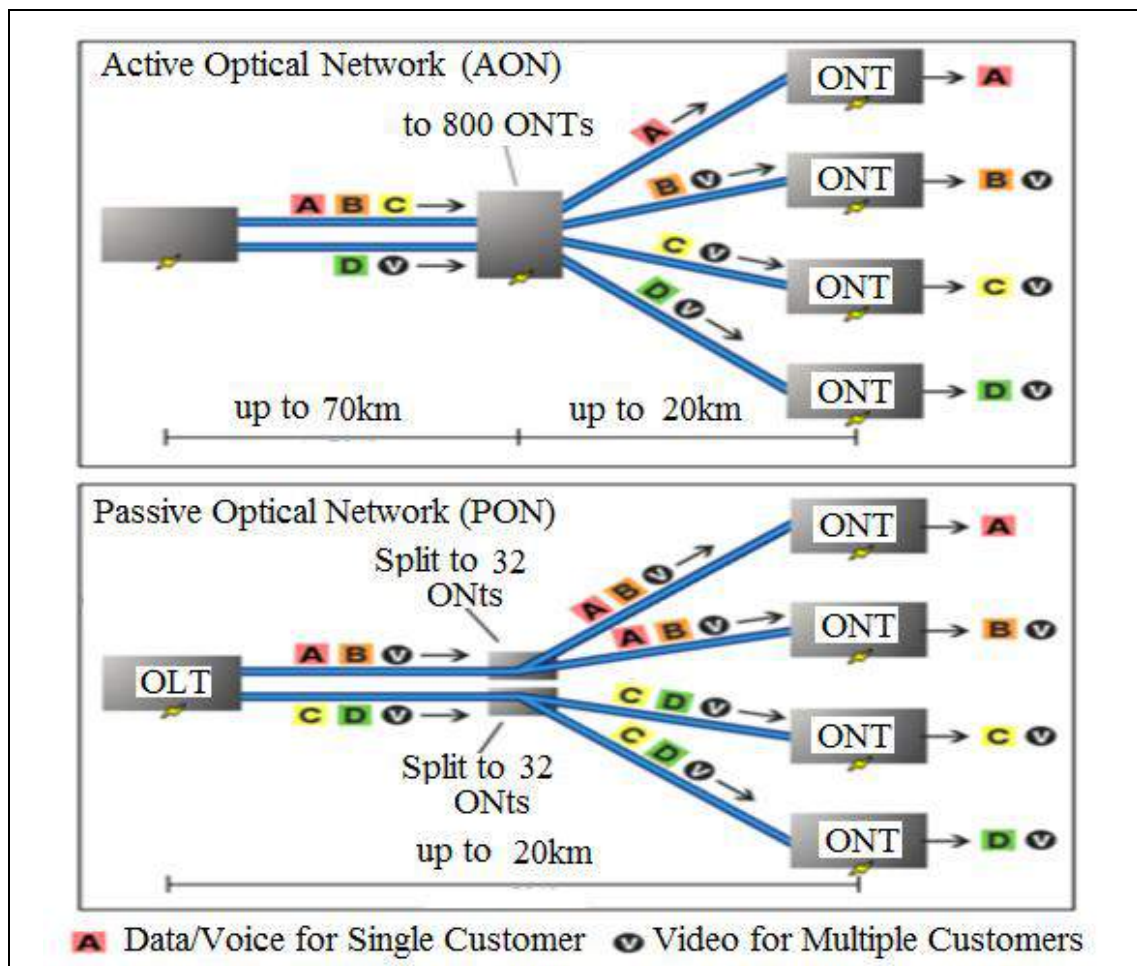 Active Optical Network (AON)
to 800 ONTs
A B C
D V
A
B V
C V
D V
ONT
A
ONT
B V
ONT
C V
ONT
D V
up to 70km
up to 20km
Passive Optical Network (PON)
Split to 32
ONts
OLT
A B V
C D V
A B V
A B V
C D V
C D V
ONT
A
ONT
B V
ONT
C V
ONT
D V
Split to 32
ONts
up to 20km
A Data/Voice for Single Customer V Video for Multiple Customers